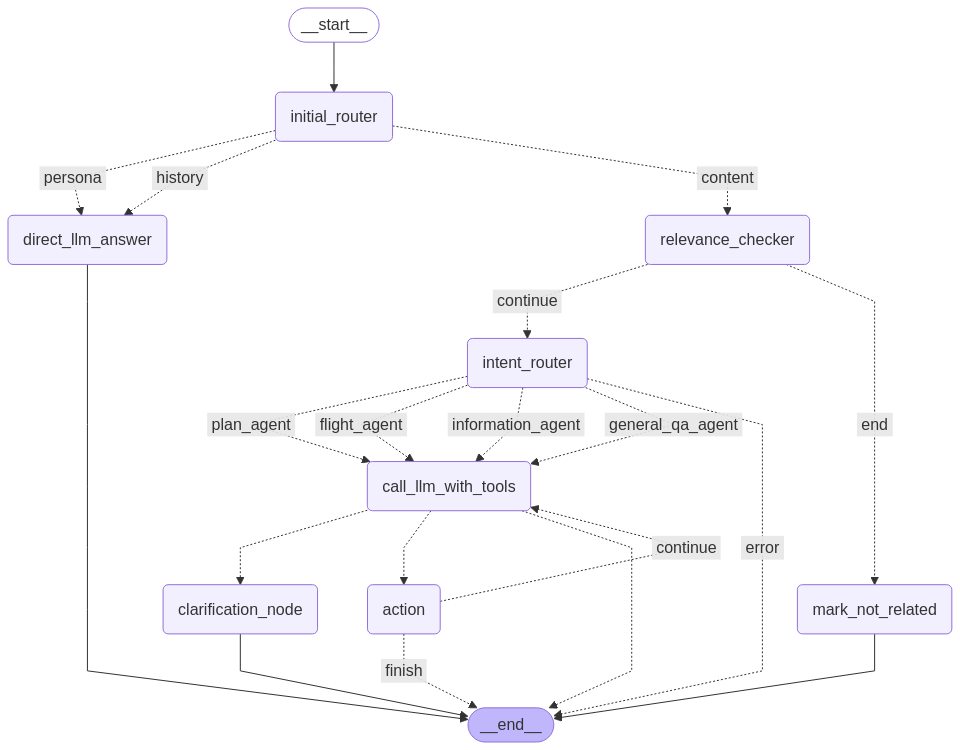 __start__
initial_router
persona
history
content
direct_llm_answer
relevance_checker
continue
intent_router
plan_agent
flight_agent
information_agent
general_qa_agent
end
call_llm_with_tools
continue
error
clarification_node
action
mark_not_related
finish
__end__